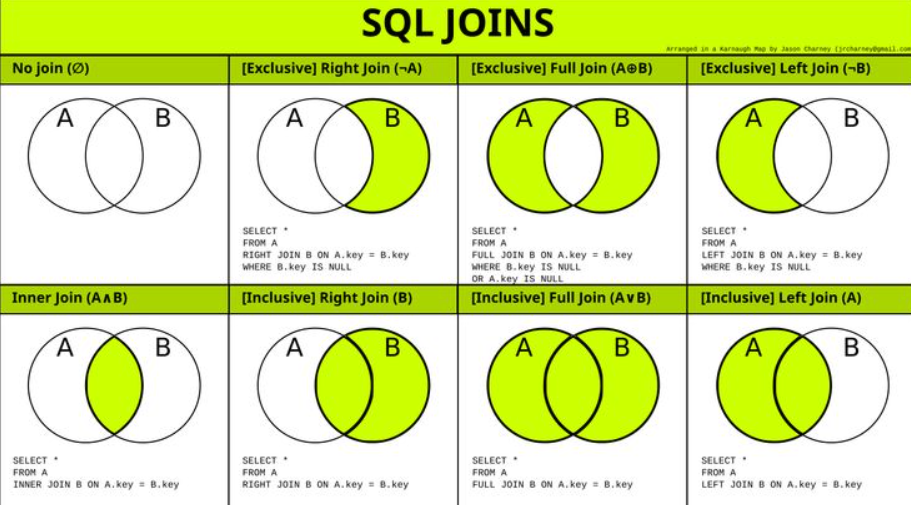 SQL JOINS
Arranged in a Karnaugh Map by Jason Charney (jrcharney@gmail.com
No join (∅)
A B
[Exclusive] Right Join (¬A)
A B
SELECT *
FROM A
RIGHT JOIN B ON A.key = B.key
WHERE B.key IS NULL
[Exclusive] Full Join (A⊕B)
A B
SELECT *
FROM A
FULL JOIN B ON A.key = B.key
WHERE B.key IS NULL
OR A.key IS NULL
[Exclusive] Left Join (¬B)
A B
SELECT *
FROM A
LEFT JOIN B ON A.key = B.key
WHERE B.key IS NULL
Inner Join (A∧B)
A B
SELECT *
FROM A
INNER JOIN B ON A.key = B.key
[Inclusive] Right Join (B)
A B
SELECT *
FROM A
RIGHT JOIN B ON A.key = B.key
[Inclusive] Full Join (A∨B)
A B
SELECT *
FROM A
FULL JOIN B ON A.key = B.key
[Inclusive] Left Join (A)
A B
SELECT *
FROM A
LEFT JOIN B ON A.key = B.key